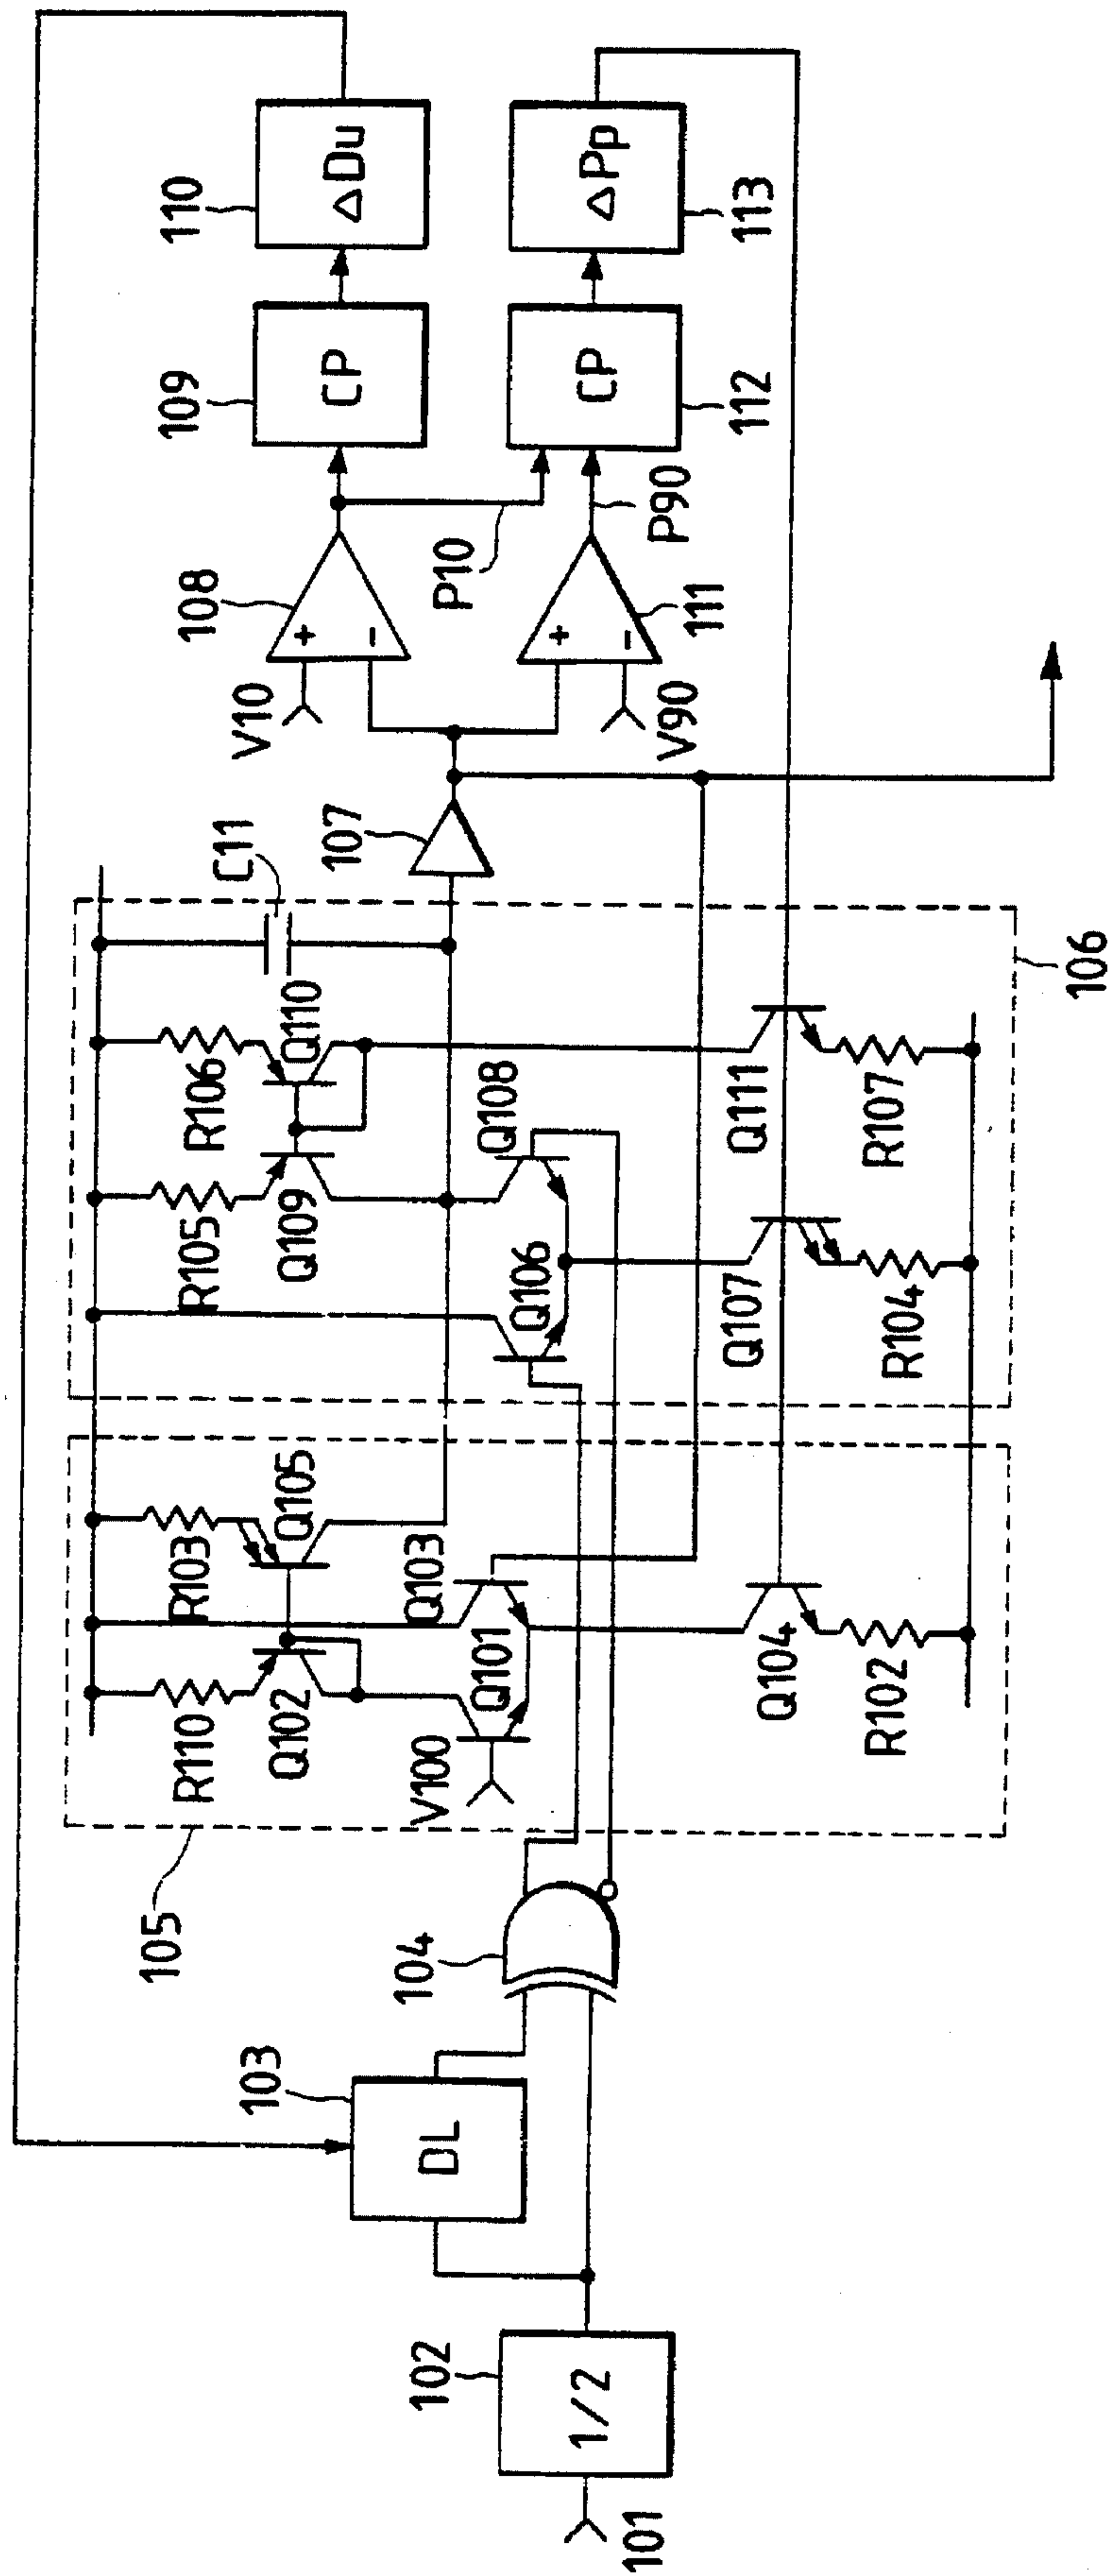 101
102
1/2
103
DL
104
105
V100
R110
Q102
Q101
R103
Q105
Q103
Q104
R102
106
R105
Q109
R106
Q110
C11
Q106
Q108
Q107
R104
Q111
R107
107
V10
108
+
-
V90
+
-
111
P10
P90
109
CP
112
CP
110
ΔDu
113
ΔPp